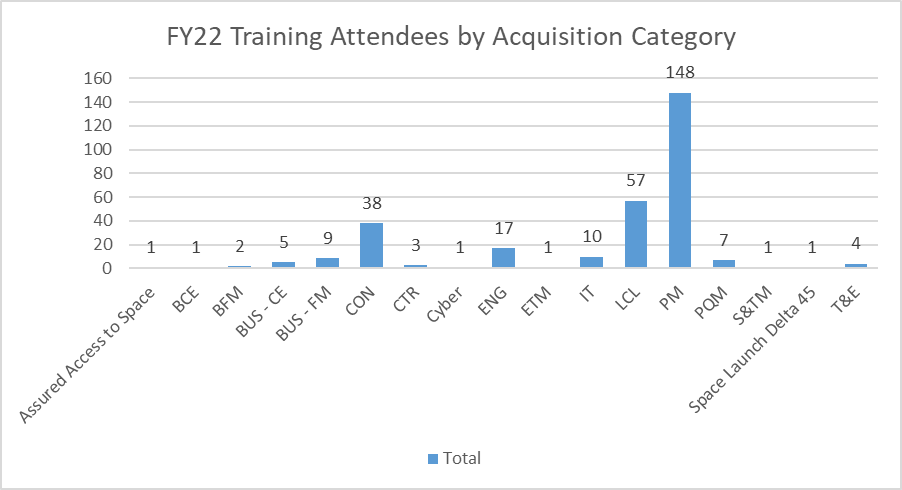 FY22 Training Attendees by Acquisition Category
160
140
120
100
80
60
40
20
0
1
1
2
5
9
38
3
1
17
1
10
57
148
7
1
1
4
Assured Access to Space
BCE
BFM
BUS - CE
BUS - FM
CON
CTR
Cyber
ENG
ETM
IT
LCL
PM
PQM
S&TM
Space Launch Delta 45
T&E
Total